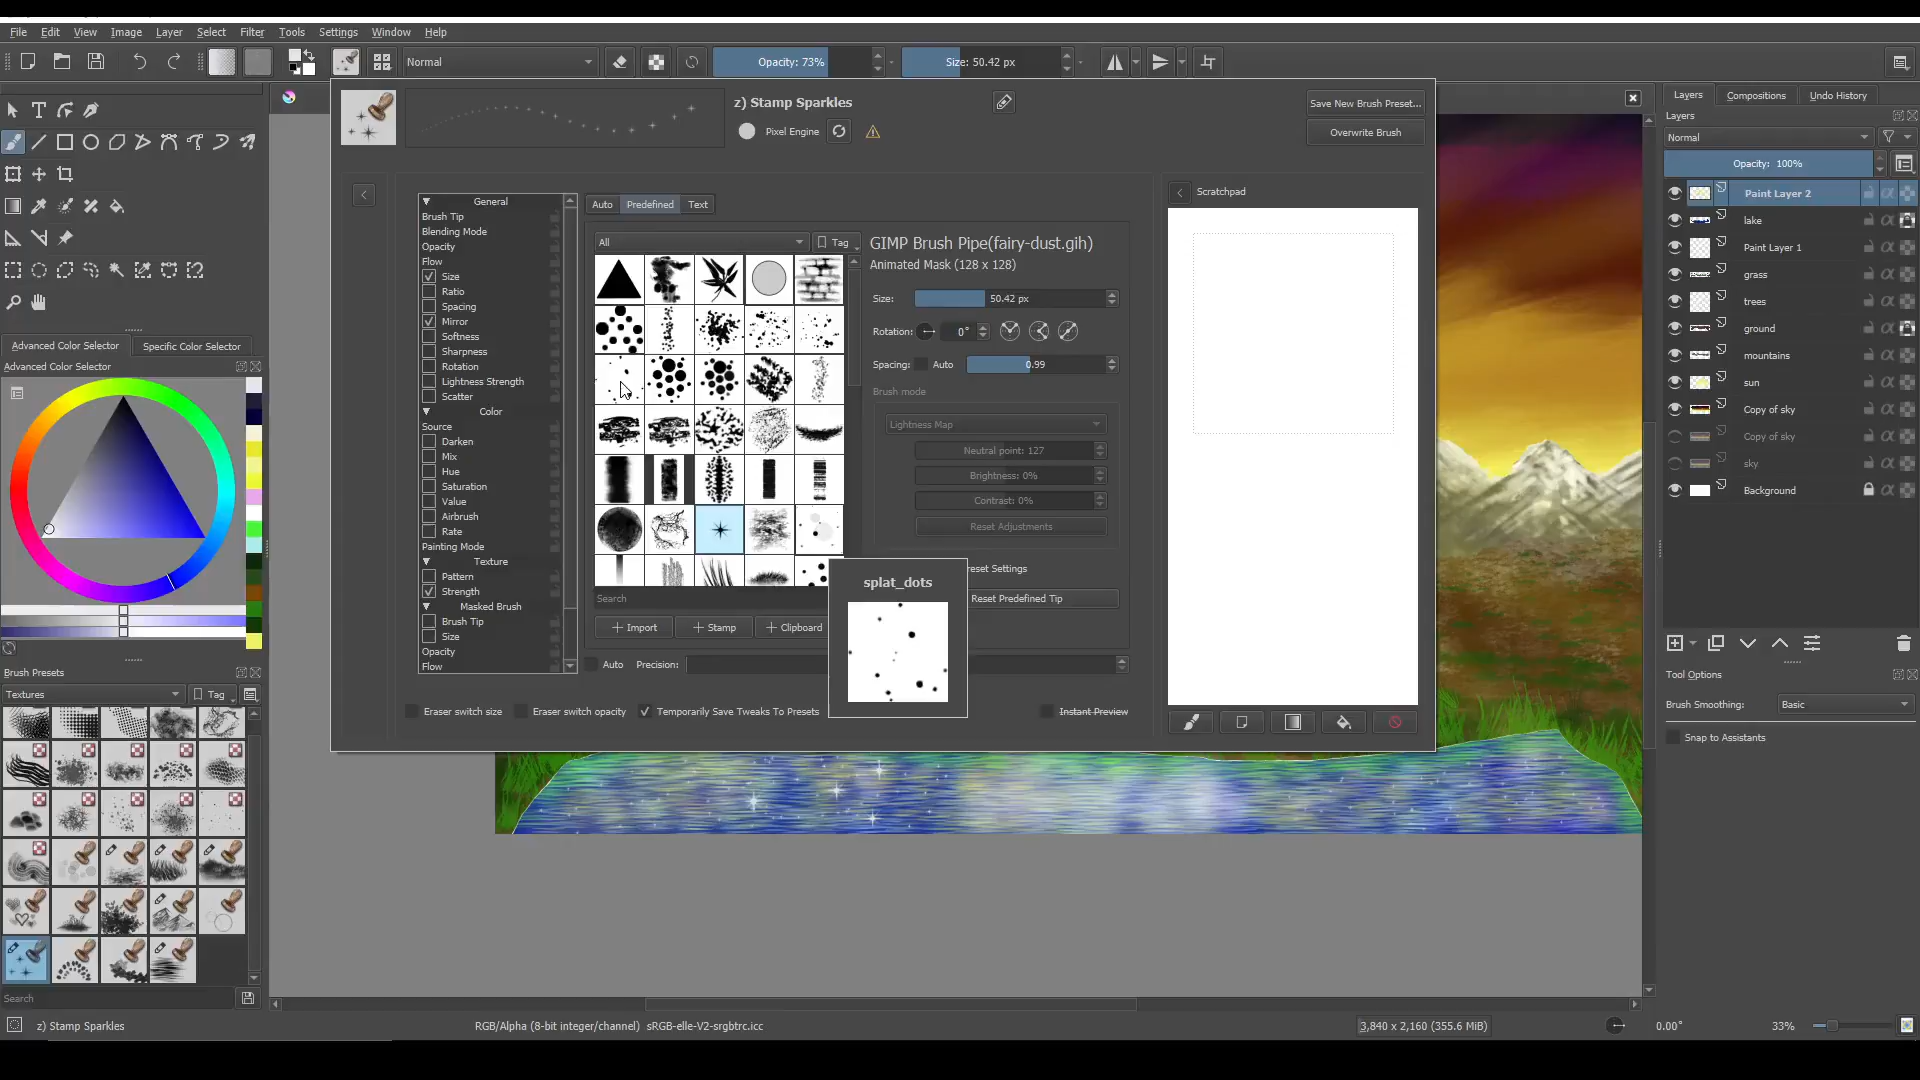 File Edit View Image Layer Select Filter Tools Settings Window Help
Normal
Opacity: 73%
Size: 50.42 px
z) Stamp Sparkles
Pixel Engine
Save New Brush Preset...
Overwrite Brush
General
Brush Tip
Blending Mode
Opacity
Flow
Size
Ratio
Spacing
Mirror
Softness
Sharpness
Rotation
Lightness Strength
Scatter
Color
Source
Darken
Mix
Hue
Saturation
Value
Airbrush
Rate
Painting Mode
Texture
Pattern
Strength
Masked Brush
Brush Tip
Size
Opacity
Flow
Auto Predefined Text
All
Tag
Search
Import
Stamp
Clipboard
Auto Precision:
Eraser switch size
Eraser switch opacity
Temporarily Save Tweaks To Presets
Instant Preview
GIMP Brush Pipe(fairy-dust.gih)
Animated Mask (128 x 128)
Size: 50.42 px
Rotation: 0°
Spacing: Auto 0.99
Brush mode
Lightness Map
Neutral point: 127
Brightness: 0%
Contrast: 0%
Reset Adjustments
reset Settings
Reset Predefined Tip
splat_dots
Scratchpad
Advanced Color Selector
Specific Color Selector
Advanced Color Selector
Brush Presets
Textures
Tag
Search
Layers Compositions Undo History
Layers
Normal
Opacity: 100%
Paint Layer 2
lake
Paint Layer 1
grass
trees
ground
mountains
sun
Copy of sky
Copy of sky
sky
Background
Tool Options
Brush Smoothing: Basic
Snap to Assistants
z) Stamp Sparkles
RGB/Alpha (8-bit integer/channel) sRGB-elle-V2-srgbtrc.icc
3,840 x 2,160 (355.6 MiB)
0.00°
33%